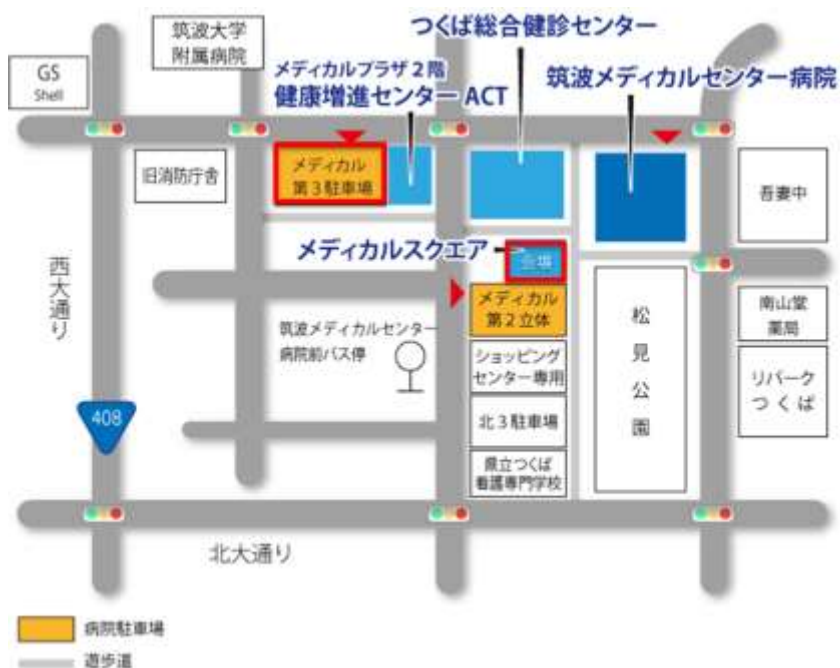 つくば総合健診センター
筑波大学
附属病院
GS
Shell
メディカルプラザ2階
健康増進センター ACT
筑波メディカルセンター病院
旧消防庁舎
メディカル
第3駐車場
吾妻中
メディカルスクエア
会場
西大通り
メディカル
第2立体
筑波メディカルセンター
病院前バス停
松見公園
南山堂
薬局
ショッピング
センター専用
リパーク
つくば
408
北3駐車場
県立つくば
看護専門学校
北大通り
病院駐車場
遊歩道